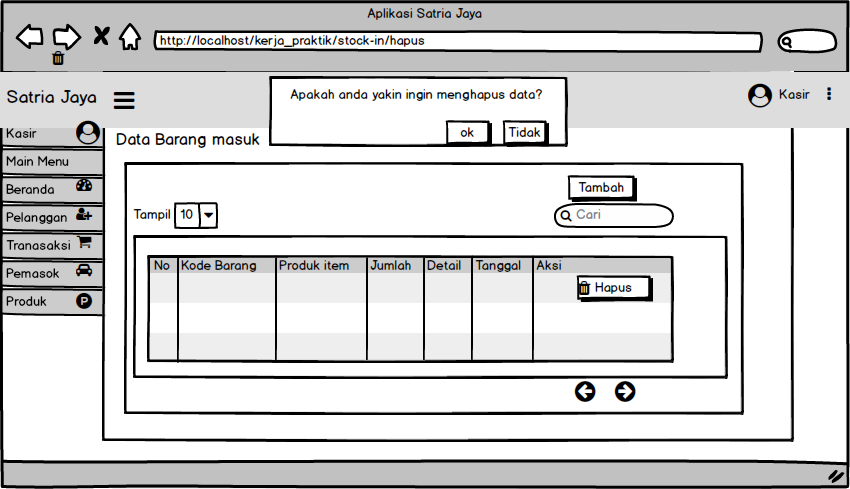 Aplikasi Satria Jaya
http://localhost/kerja_praktik/stock-in/hapus
Satria Jaya
Apakah anda yakin ingin menghapus data?
ok
Tidak
Kasir
Kasir
Main Menu
Beranda
Pelanggan
Tranasaksi
Pemasok
Produk
P
Data Barang masuk
Tambah
Tampil 10
Cari
No Kode Barang Produk item Jumlah Detail Tanggal Aksi
Hapus